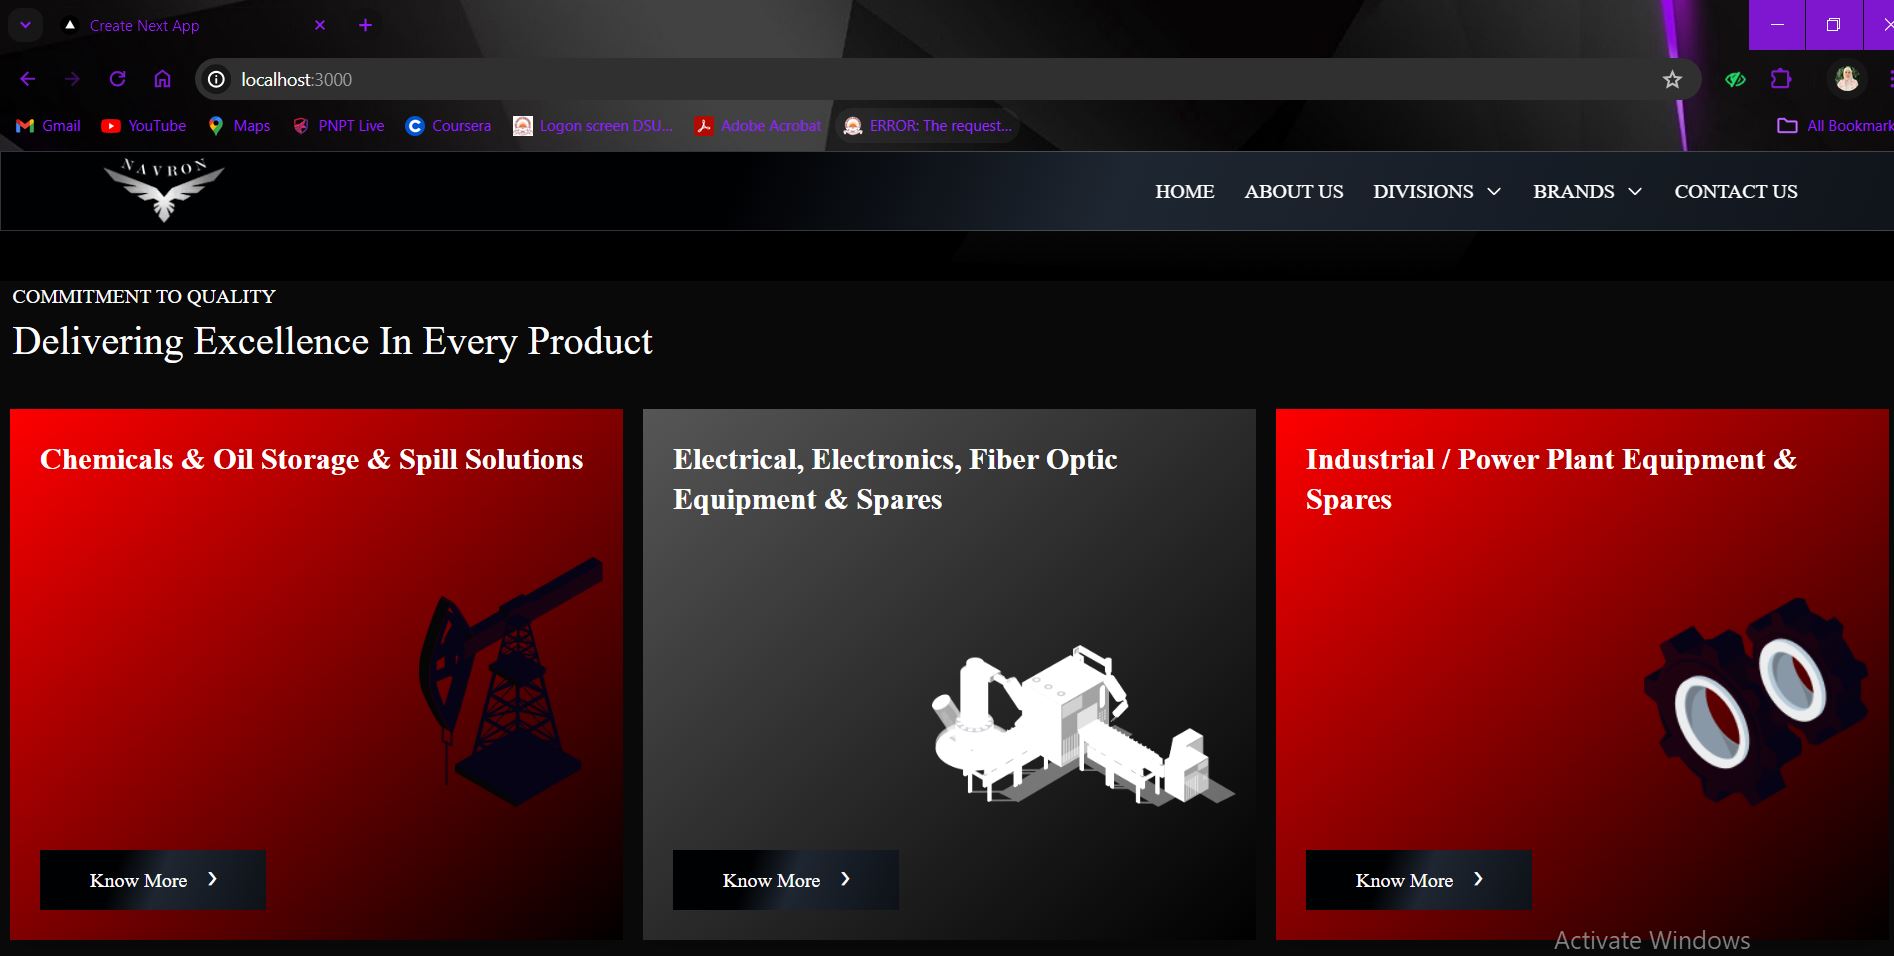 Create Next App
localhost:3000
Gmail YouTube Maps PNPT Live Coursera Logon screen DSU... Adobe Acrobat ERROR: The request... All Bookmark
NAVRON
HOME ABOUT US DIVISIONS BRANDS CONTACT US
COMMITMENT TO QUALITY
Delivering Excellence In Every Product
Chemicals & Oil Storage & Spill Solutions
Know More
Electrical, Electronics, Fiber Optic
Equipment & Spares
Know More
Industrial / Power Plant Equipment &
Spares
Know More
Activate Windows